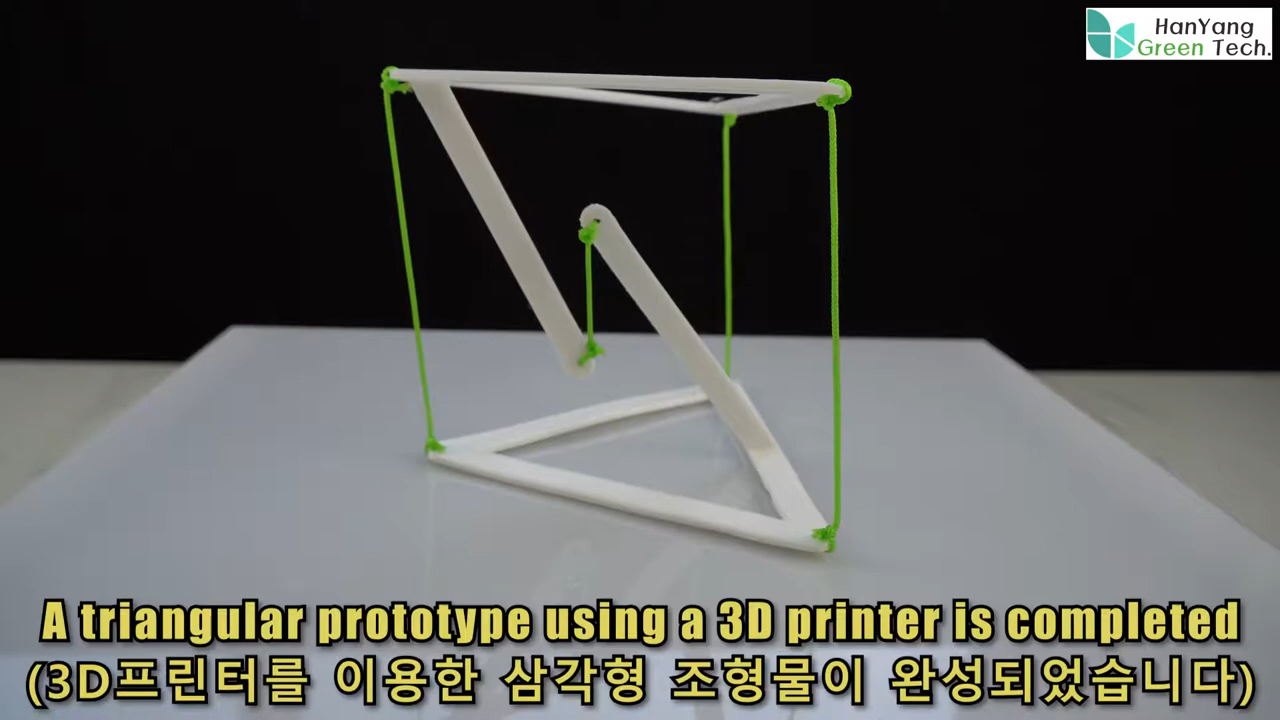 HanYang
Green Tech.
A triangular prototype using a 3D printer is completed
(3D프린터를 이용한 삼각형 조형물이 완성되었습니다)